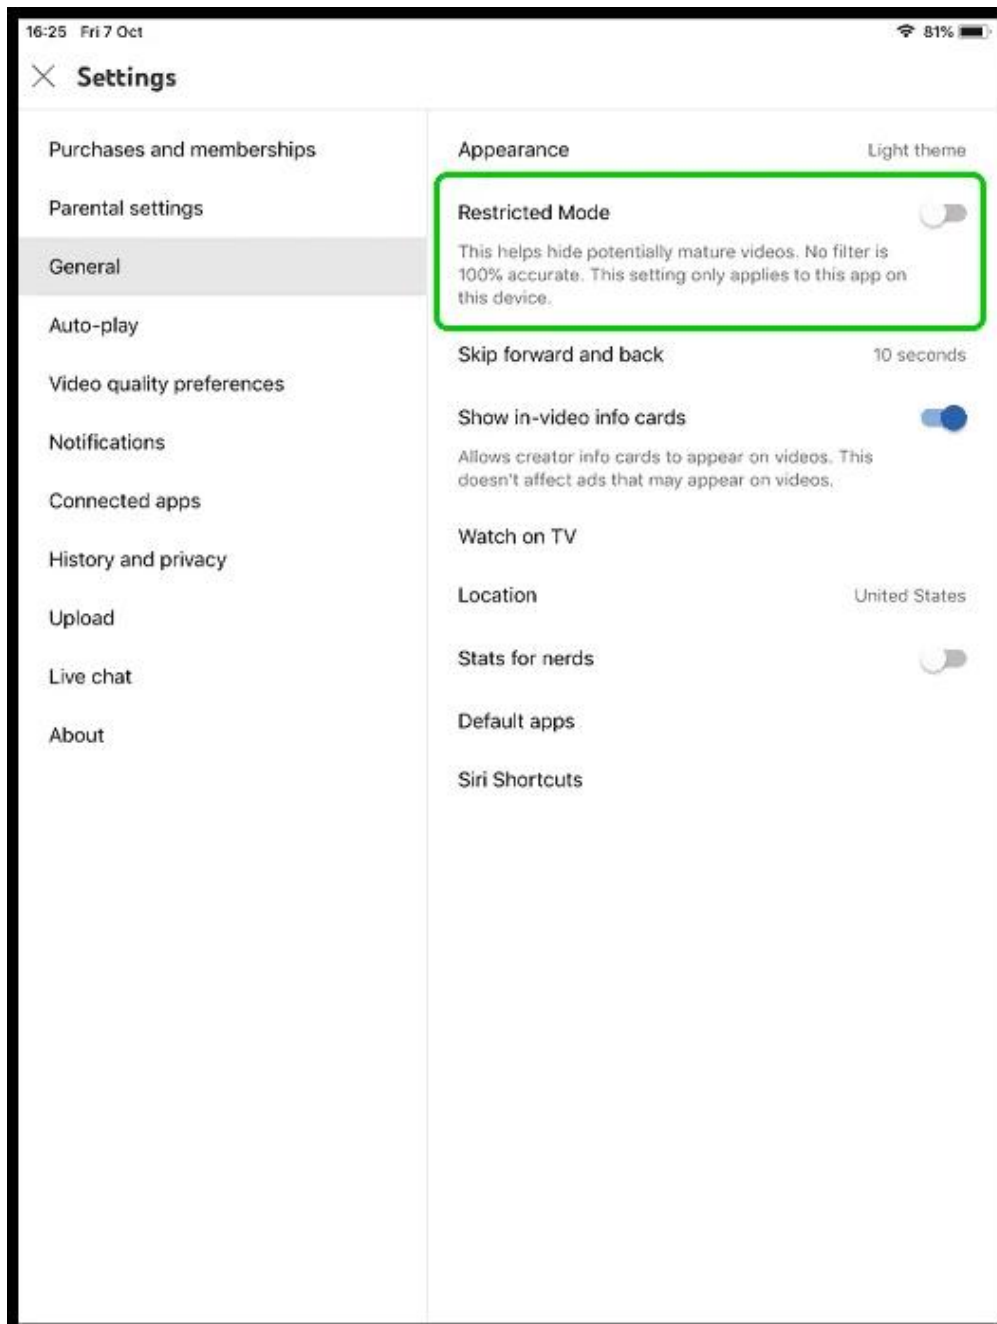 16:25 Fri 7 Oct
81%
Settings
Purchases and memberships
Parental settings
General
Auto-play
Video quality preferences
Notifications
Connected apps
History and privacy
Upload
Live chat
About
Appearance Light theme
Restricted Mode
This helps hide potentially mature videos. No filter is
100% accurate. This setting only applies to this app on
this device.
Skip forward and back 10 seconds
Show in-video info cards
Allows creator info cards to appear on videos. This
doesn't affect ads that may appear on videos.
Watch on TV
Location United States
Stats for nerds
Default apps
Siri Shortcuts